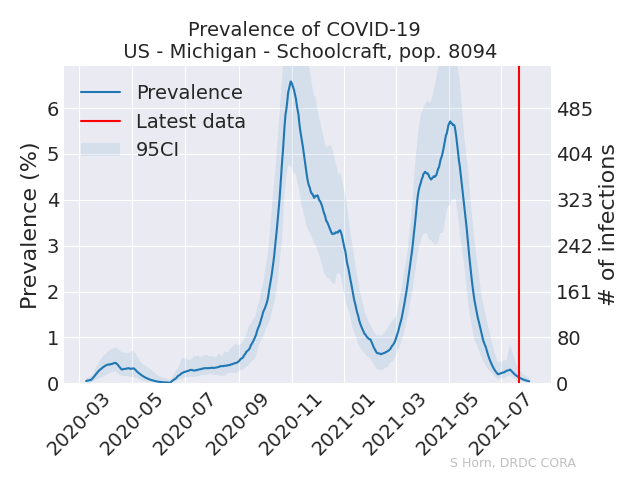 Prevalence of COVID-19
US - Michigan - Schoolcraft, pop. 8094
Prevalence
Latest data
95CI
Prevalence (%)
6
5
4
3
2
1
0
485
404
323
242
161
80
0
# of infections
2020-03
2020-05
2020-07
2020-09
2020-11
2021-01
2021-03
2021-05
2021-07
S Horn, DRDC CORA